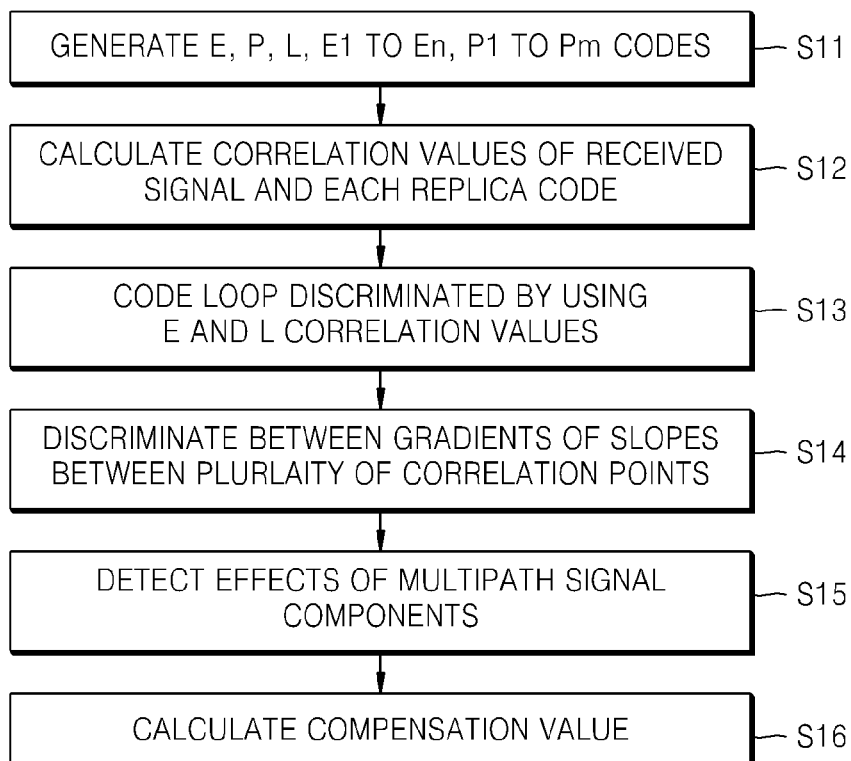 GENERATE E, P, L, E1 TO En, P1 TO Pm CODES
S11
CALCULATE CORRELATION VALUES OF RECEIVED
SIGNAL AND EACH REPLICA CODE
S12
CODE LOOP DISCRIMINATED BY USING
E AND L CORRELATION VALUES
S13
DISCRIMINATE BETWEEN GRADIENTS OF SLOPES
BETWEEN PLURLAITY OF CORRELATION POINTS
S14
DETECT EFFECTS OF MULTIPATH SIGNAL
COMPONENTS
S15
CALCULATE COMPENSATION VALUE
S16